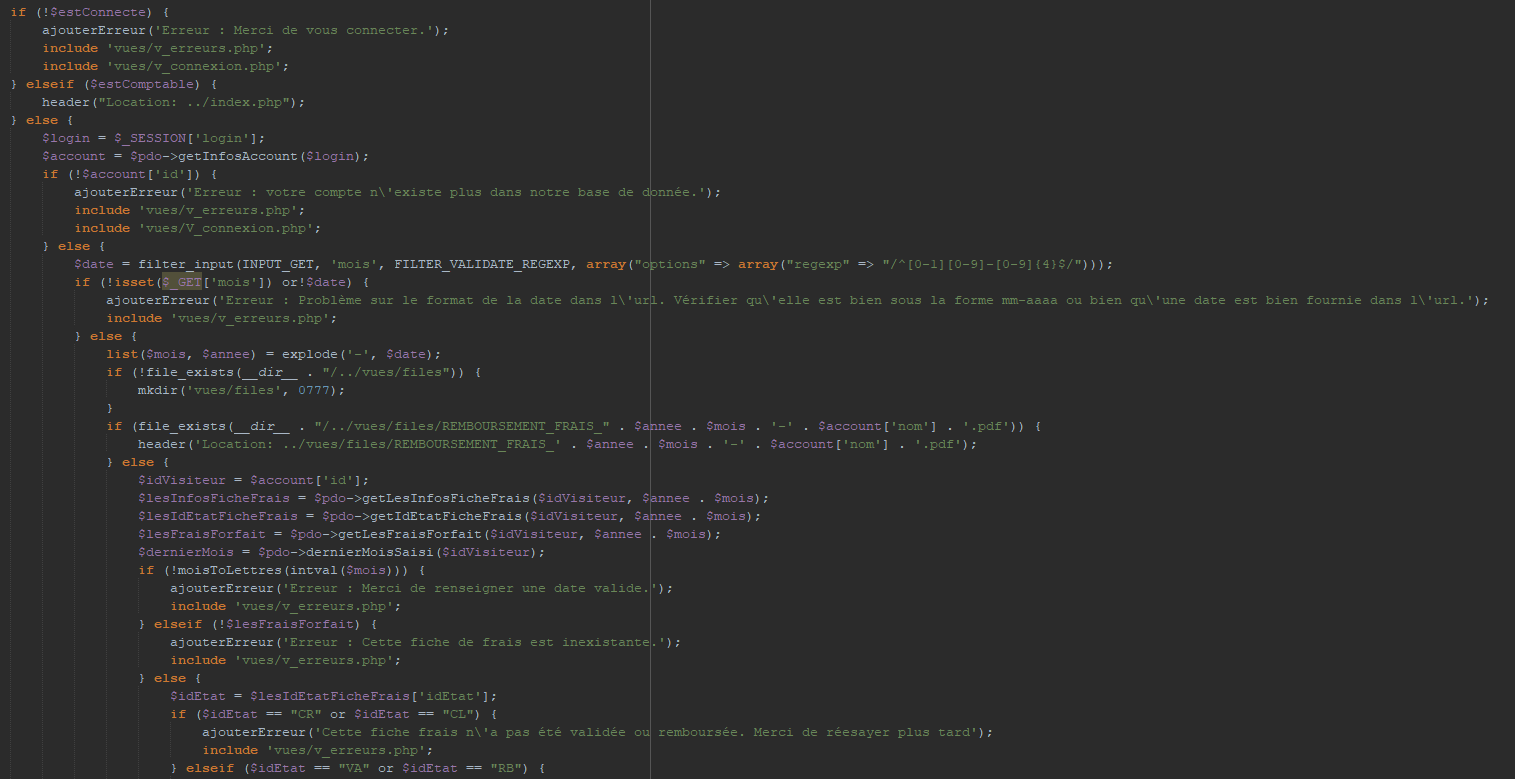 if (!$estConnecte) {
ajouterErreur('Erreur : Merci de vous connecter.');
include 'vues/v_erreurs.php';
include 'vues/v_connexion.php';
} elseif ($estComptable) {
header("Location: ../index.php");
} else {
$login = $_SESSION['login'];
$account = $pdo->getInfosAccount($login);
if (!$account['id']) {
ajouterErreur('Erreur : votre compte n\'existe plus dans notre base de donnée.');
include 'vues/v_erreurs.php';
include 'vues/V_connexion.php';
} else {
$date = filter_input(INPUT_GET, 'mois', FILTER_VALIDATE_REGEXP, array("options" => array("regexp" => "/^[0-1][0-9]-[0-9]{4}$/")));
if (!isset($_GET['mois']) or!$date) {
ajouterErreur('Erreur : Problème sur le format de la date dans l\'url. Vérifier qu\'elle est bien sous la forme mm-aaaa ou bien qu\'une date est bien fournie dans l\'url.');
include 'vues/v_erreurs.php';
} else {
list($mois, $annee) = explode('-', $date);
if (!file_exists(__dir__ . "/../vues/files")) {
mkdir('vues/files', 0777);
}
if (file_exists(__dir__ . "/../vues/files/REMBOURSEMENT_FRAIS_" . $annee . $mois . '-' . $account['nom'] . '.pdf')) {
header('Location: ../vues/files/REMBOURSEMENT_FRAIS_' . $annee . $mois . '-' . $account['nom'] . '.pdf');
} else {
$idVisiteur = $account['id'];
$lesInfosFicheFrais = $pdo->getLesInfosFicheFrais($idVisiteur, $annee . $mois);
$lesIdEtatFicheFrais = $pdo->getIdEtatFicheFrais($idVisiteur, $annee . $mois);
$lesFraisForfait = $pdo->getLesFraisForfait($idVisiteur, $annee . $mois);
$dernierMois = $pdo->dernierMoisSaisi($idVisiteur);
if (!moisToLettres(intval($mois))) {
ajouterErreur('Erreur : Merci de renseigner une date valide.');
include 'vues/v_erreurs.php';
} elseif (!$lesFraisForfait) {
ajouterErreur('Erreur : Cette fiche de frais est inexistante.');
include 'vues/v_erreurs.php';
} else {
$idEtat = $lesIdEtatFicheFrais['idEtat'];
if ($idEtat == "CR" or $idEtat == "CL") {
ajouterErreur('Cette fiche frais n\'a pas été validée ou remboursée. Merci de réesayer plus tard');
include 'vues/v_erreurs.php';
} elseif ($idEtat == "VA" or $idEtat == "RB") {